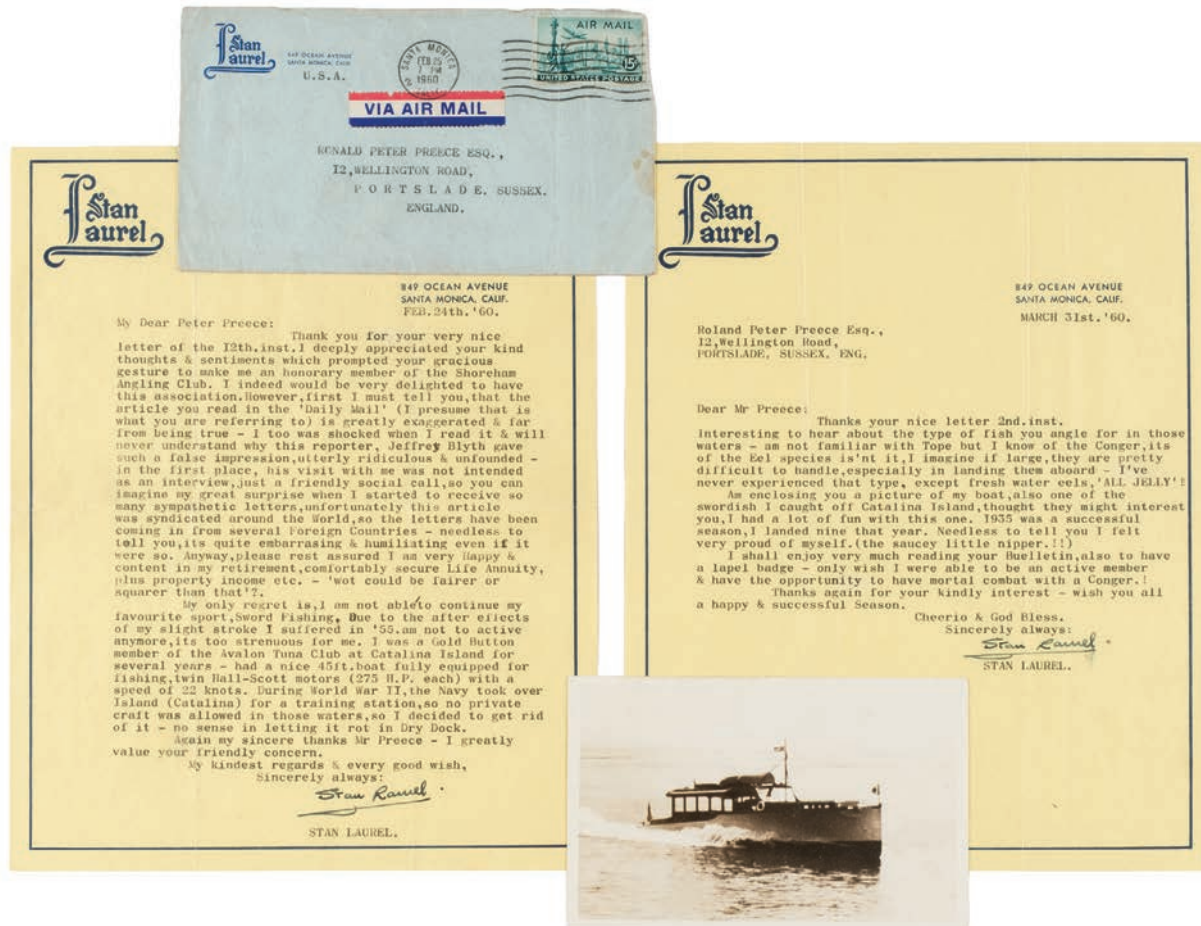 Stan
Laurel
849 OCEAN AVENUE
SANTA MONICA, CALIF.
U.S.A.
SANTA MONICA
FEB 25
7 PM
1960
CALIF.
2
AIR MAIL
15¢
UNITED STATES POSTAGE
VIA AIR MAIL
RONALD PETER PREECE ESQ.,
I2,WELLINGTON ROAD,
P O R T S L A D E. SUSSEX.
ENGLAND.
Stan
Laurel
849 OCEAN AVENUE
SANTA MONICA, CALIF.
FEB.24th.'60.
My Dear Peter Preece:
Thank you for your very nice
letter of the I2th.inst.I deeply appreciated your kind
thoughts & sentiments which prompted your gracious
gesture to make me an honorary member of the Shoreham
Angling Club. I indeed would be very delighted to have
this association.However,first I must tell you,that the
article you read in the 'Daily Mail' (I presume that is
what you are referring to) is greatly exaggerated & far
from being true - I too was shocked when I read it & will
never understand why this reporter, Jeffrey Blyth gave
such a false impression,utterly ridiculous & unfounded -
in the first place, his visit with me was not intended
as an interview,just a friendly social call,so you can
imagine my great surprise when I started to receive so
many sympathetic letters,unfortunately this article
was syndicated around the World,so the letters have been
coming in from several Foreign Countries - needless to
tell you,its quite embarrasing & humiliating even if it
were so. Anyway,please rest assured I am very Happy &
content in my retirement,comfortably secure Life Annuity,
plus property income etc. - 'wot could be fairer or
squarer than that'?.
My only regret is,I am not able to continue my
favourite sport,Sword Fishing, Due to the after effects
of my slight stroke I suffered in '55.am not to active
anymore,its too strenuous for me. I was a Gold Button
member of the Avalon Tuna Club at Catalina Island for
several years - had a nice 45ft.boat fully equipped for
fishing,twin Hall-Scott motors (275 H.P. each) with a
speed of 22 knots. During World War II,the Navy took over
Island (Catalina) for a training station,so no private
craft was allowed in those waters,so I decided to get rid
of it - no sense in letting it rot in Dry Dock.
Again my sincere thanks Mr Preece - I greatly
value your friendly concern.
My kindest regards & every good wish,
Sincerely always:
Stan Laurel.
STAN LAUREL.
Stan
Laurel
849 OCEAN AVENUE
SANTA MONICA, CALIF.
MARCH 3Ist.'60.
Roland Peter Preece Esq.,
I2,Wellington Road,
PORTSLADE, SUSSEX. ENG.
Dear Mr Preece:
Thanks your nice letter 2nd.inst.
Interesting to hear about the type of fish you angle for in those
waters - am not familiar with Tope but I know of the Conger,its
of the Eel species is'nt it,I imagine if large,they are pretty
difficult to handle,especially in landing them aboard - I've
never experienced that type, except fresh water eels,'ALL JELLY'!
Am enclosing you a picture of my boat,also one of the
swordish I caught off Catalina Island,thought they might interest
you,I had a lot of fun with this one. I935 was a successful
season,I landed nine that year. Needless to tell you I felt
very proud of myself.(the saucey little nipper.!!)
I shall enjoy very much reading your Buelletin,also to have
a lapel badge - only wish I were able to be an active member
& have the opportunity to have mortal combat with a Conger.!
Thanks again for your kindly interest - wish you all
a happy & successful Season.
Cheerio & God Bless.
Sincerely always:
Stan Laurel
STAN LAUREL.